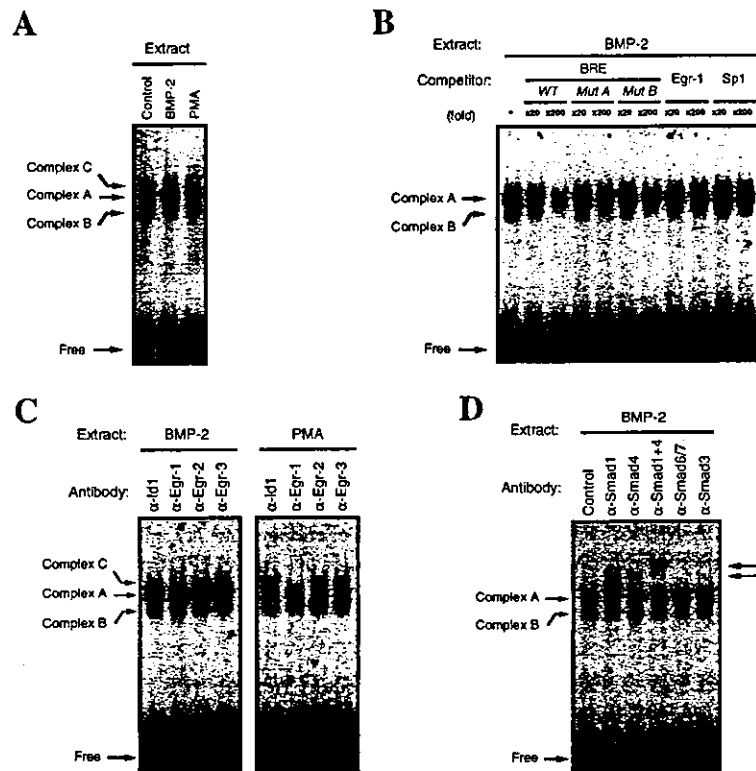 A
Extract
Control
BMP-2
PMA
Complex C
Complex A
Complex B
Free
B
Extract: BMP-2
Competitor: BRE Egr-1 Sp1
WT Mut A Mut B
(fold) - x20 x200 x20 x200 x20 x200 x20 x200 x20 x200
Complex A
Complex B
Free
C
Extract: BMP-2 PMA
Antibody: α-Id1 α-Egr-1 α-Egr-2 α-Egr-3 α-Id1 α-Egr-1 α-Egr-2 α-Egr-3
Complex C
Complex A
Complex B
Free
D
Extract: BMP-2
Antibody: Control α-Smad1 α-Smad4 α-Smad1+4 α-Smad6/7 α-Smad3
Complex A
Complex B
Free